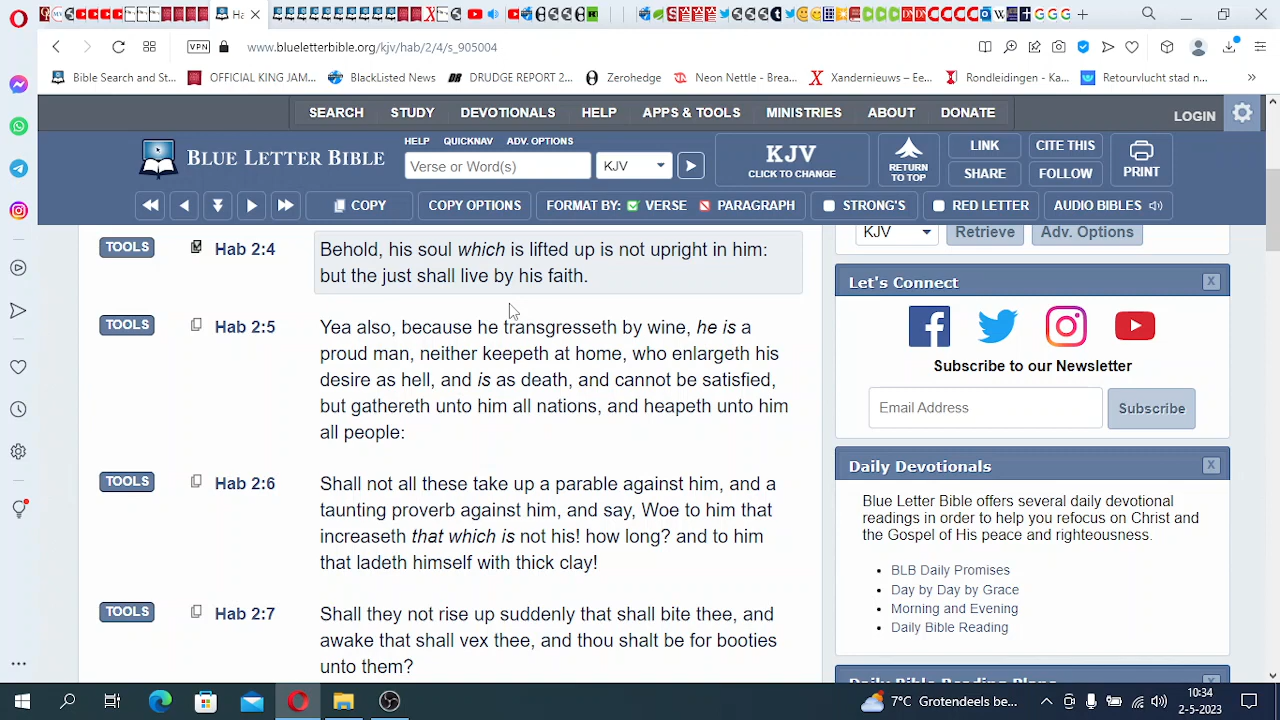 Ha
www.blueletterbible.org/kjv/hab/2/4/s_905004
VPN
Bible Search and St...
OFFICIAL KING JAM...
BlackListed News
DRUDGE REPORT 2...
Zerohedge
Neon Nettle - Brea...
Xandernieuws – Ee...
Rondleidingen - Ka...
Retourvlucht stad n...
SEARCH STUDY DEVOTIONALS HELP APPS & TOOLS MINISTRIES ABOUT DONATE
LOGIN
BLUE LETTER BIBLE
HELP QUICKNAV ADV. OPTIONS
Verse or Word(s)
KJV
KJV
CLICK TO CHANGE
RETURN
TO TOP
LINK
CITE THIS
SHARE
FOLLOW
PRINT
COPY
COPY OPTIONS
FORMAT BY: VERSE PARAGRAPH
STRONG'S
RED LETTER
AUDIO BIBLES
TOOLS
Hab 2:4
Behold, his soul which is lifted up is not upright in him:
but the just shall live by his faith.
TOOLS
Hab 2:5
Yea also, because he transgresseth by wine, he is a
proud man, neither keepeth at home, who enlargeth his
desire as hell, and is as death, and cannot be satisfied,
but gathereth unto him all nations, and heapeth unto him
all people:
TOOLS
Hab 2:6
Shall not all these take up a parable against him, and a
taunting proverb against him, and say, Woe to him that
increaseth that which is not his! how long? and to him
that ladeth himself with thick clay!
TOOLS
Hab 2:7
Shall they not rise up suddenly that shall bite thee, and
awake that shall vex thee, and thou shalt be for booties
unto them?
KJV
Retrieve
Adv. Options
Let's Connect
X
Subscribe to our Newsletter
Email Address
Subscribe
Daily Devotionals
X
Blue Letter Bible offers several daily devotional
readings in order to help you refocus on Christ and
the Gospel of His peace and righteousness.
BLB Daily Promises
Day by Day by Grace
Morning and Evening
Daily Bible Reading
Daily Bible Reading Plans
7°C Grotendeels be...
10:34
2-5-2023